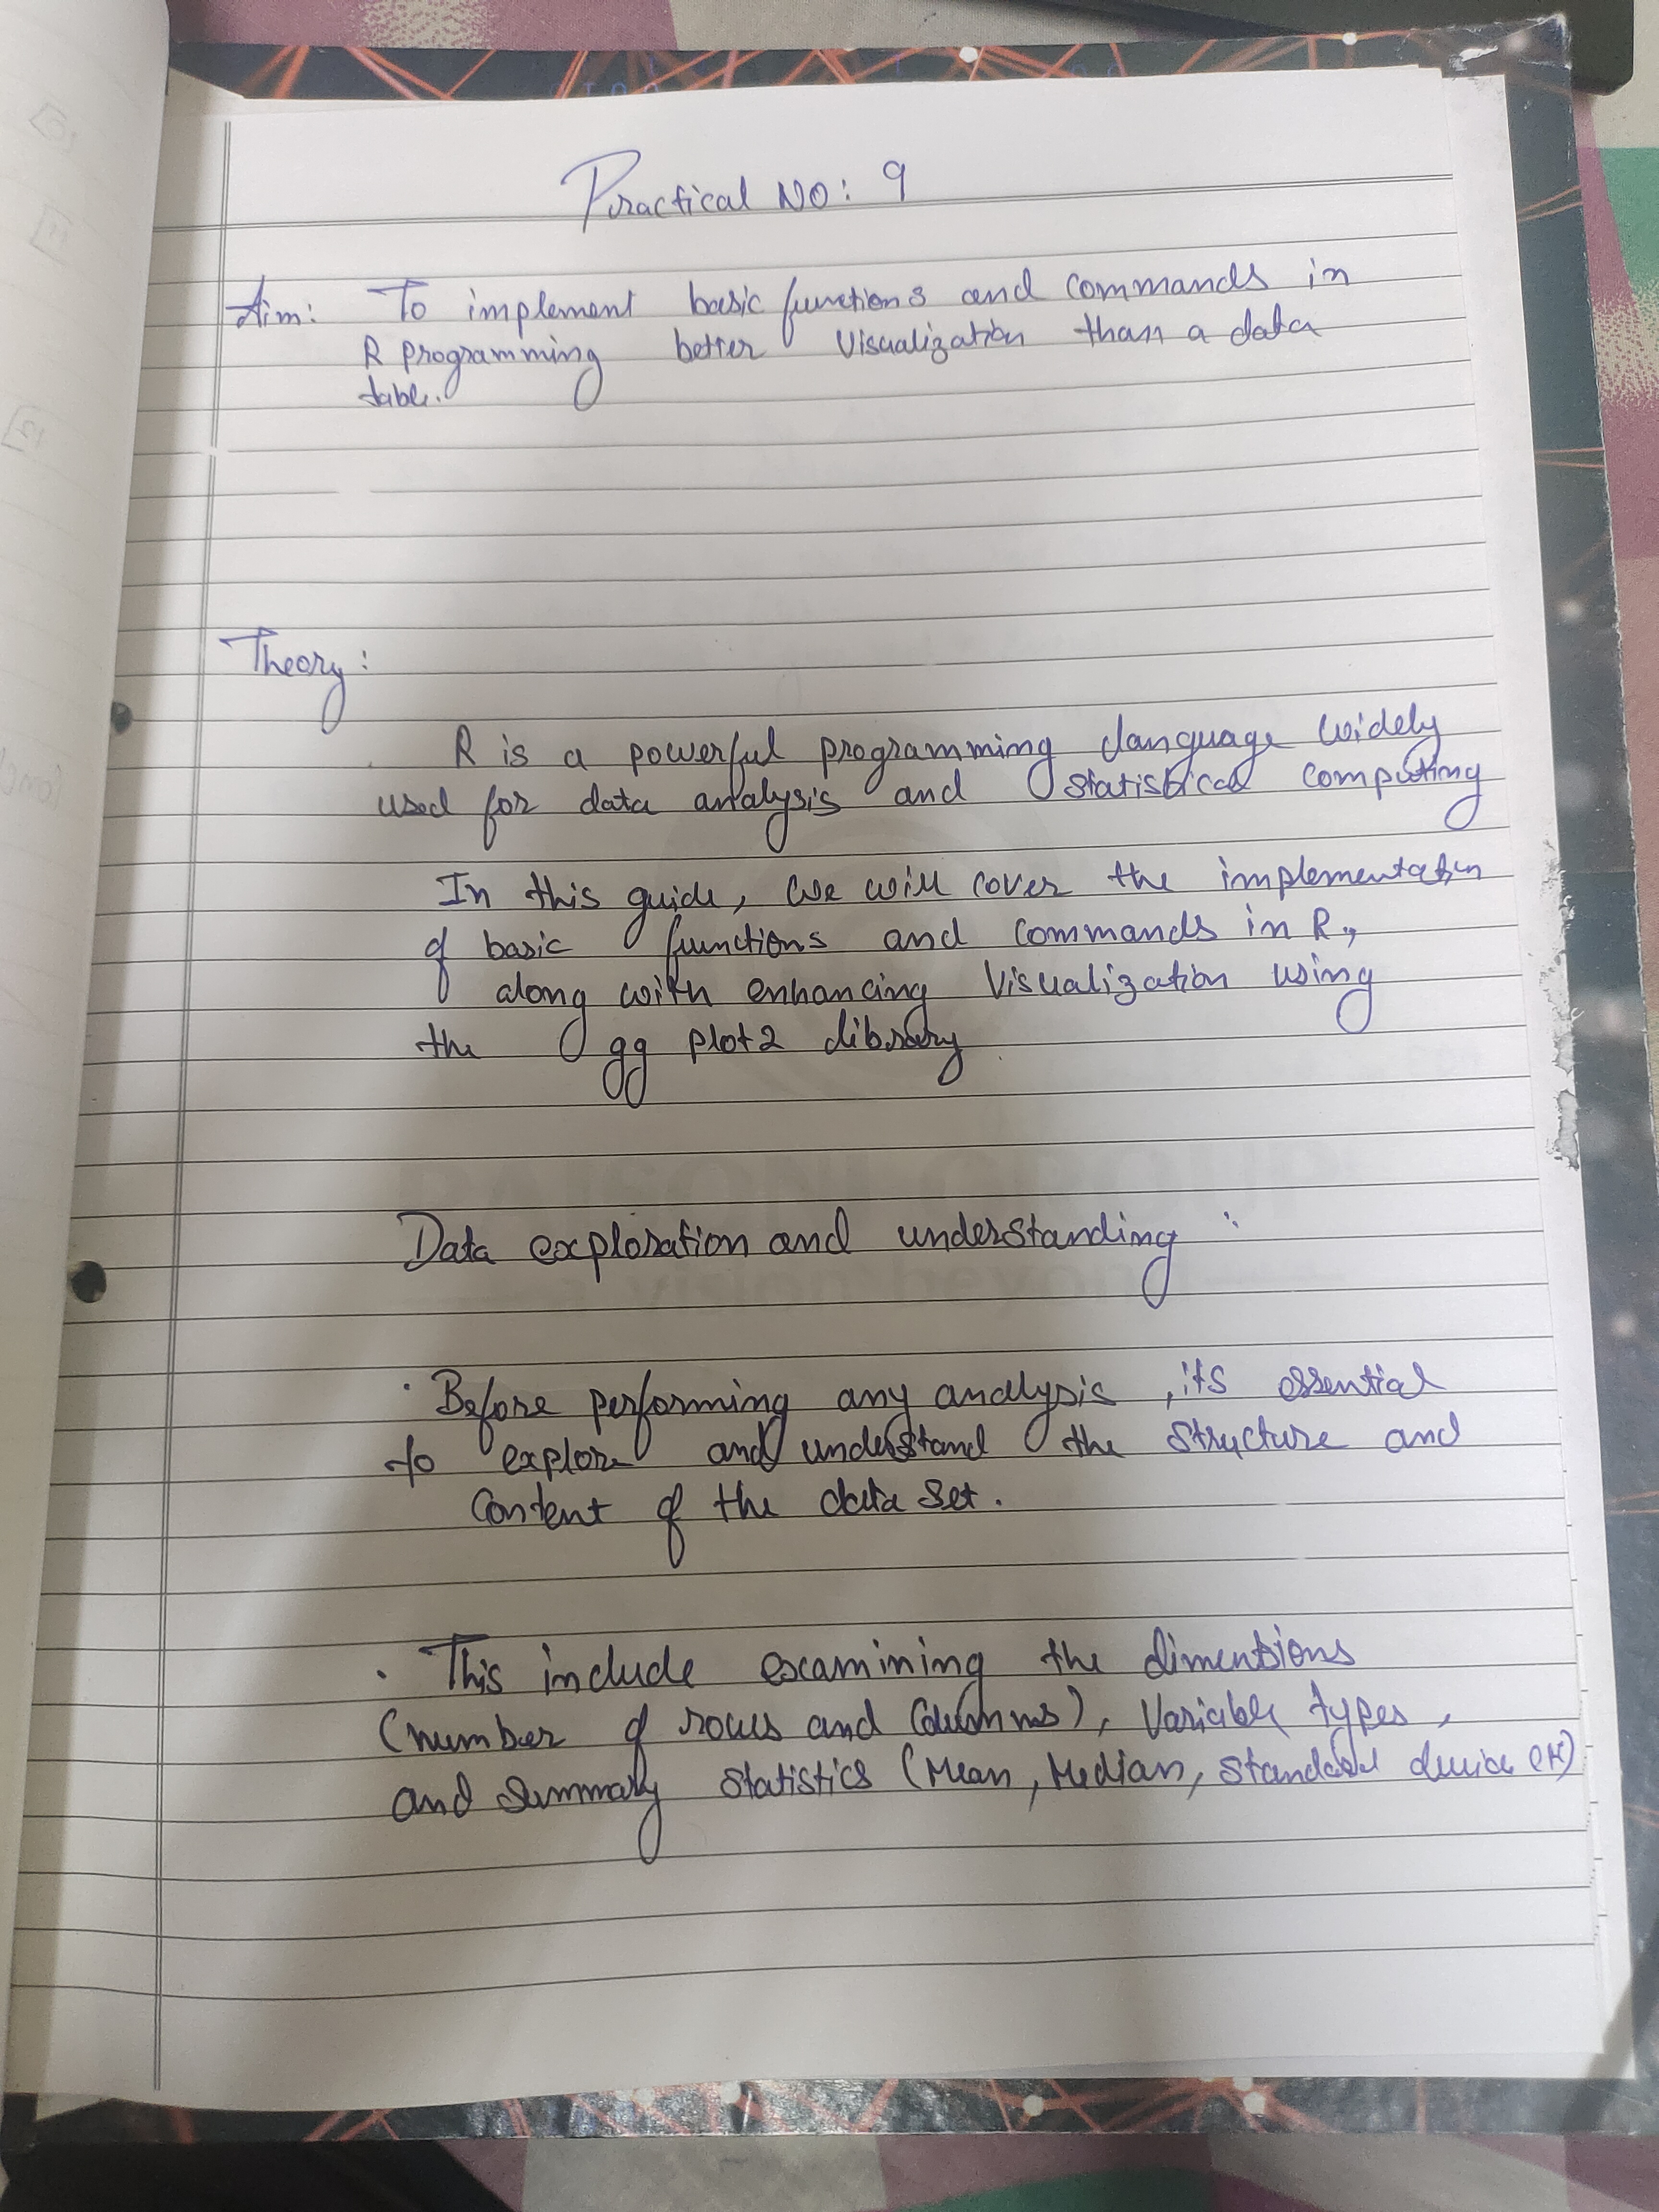 Practical No: 9
Aim: To implement basic functions and commands in
R programming better Visualization than a data
table.
Theory:
R is a powerful programming language widely
used for data analysis and statistical computing
In this guide, we will cover the implementation
of basic functions and commands in R,
along with enhancing Visualization using
the gg plot2 library
Data exploration and understanding :
· Before performing any analysis, its essential
to explore and understand the structure and
Content of the data set.
· This include examining the dimentsions
(number of rows and Columns), Variable types,
and summary statistics (Mean, Median, standard